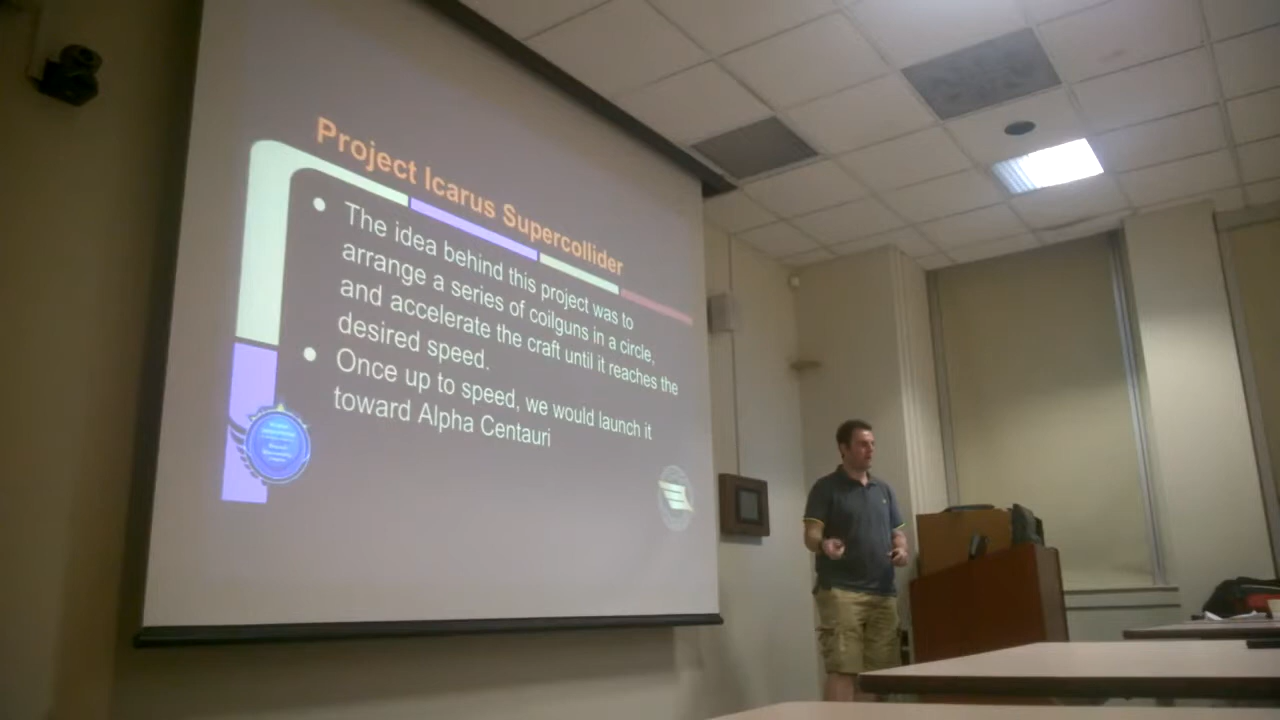 Project Icarus Supercollider
• The idea behind this project was to
arrange a series of coilguns in a circle,
and accelerate the craft until it reaches the
desired speed.
• Once up to speed, we would launch it
toward Alpha Centauri